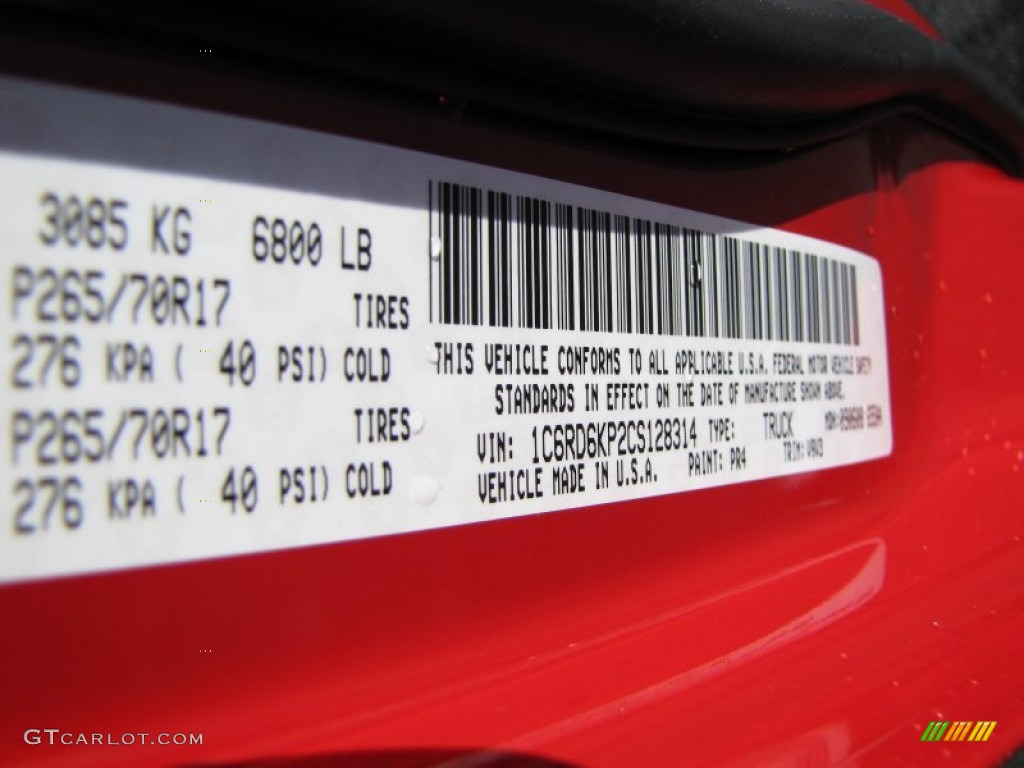 3085 KG 6800 LB
P265/70R17 TIRES
276 KPA ( 40 PSI) COLD
P265/70R17 TIRES
276 KPA ( 40 PSI) COLD
THIS VEHICLE CONFORMS TO ALL APPLICABLE U.S.A. FEDERAL MOTOR VEHICLE SAFETY
STANDARDS IN EFFECT ON THE DATE OF MANUFACTURE SHOWN ABOVE.
VIN: 1C6RD6KP2CS128314 TYPE: TRUCK MDH:
VEHICLE MADE IN U.S.A. PAINT: PR4 TRIM:
GTCARLOT.COM